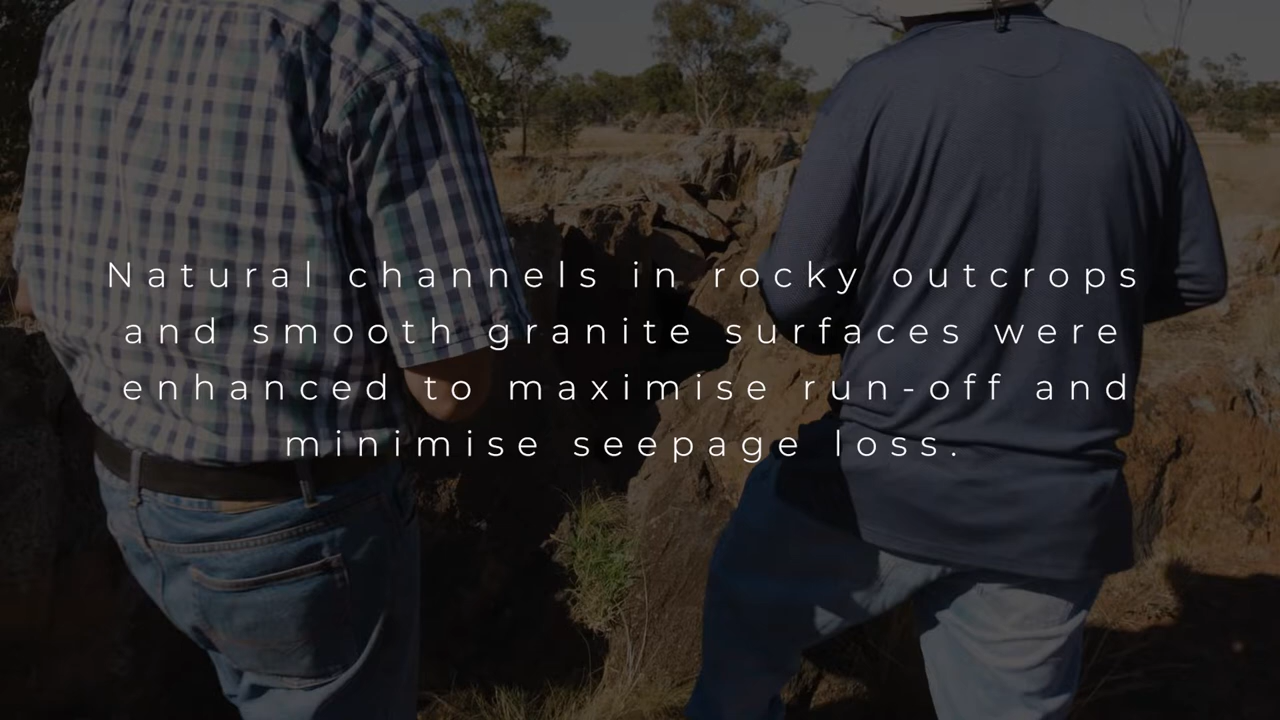 Natural channels in rocky outcrops
and smooth granite surfaces were
enhanced to maximise run-off and
minimise seepage loss.